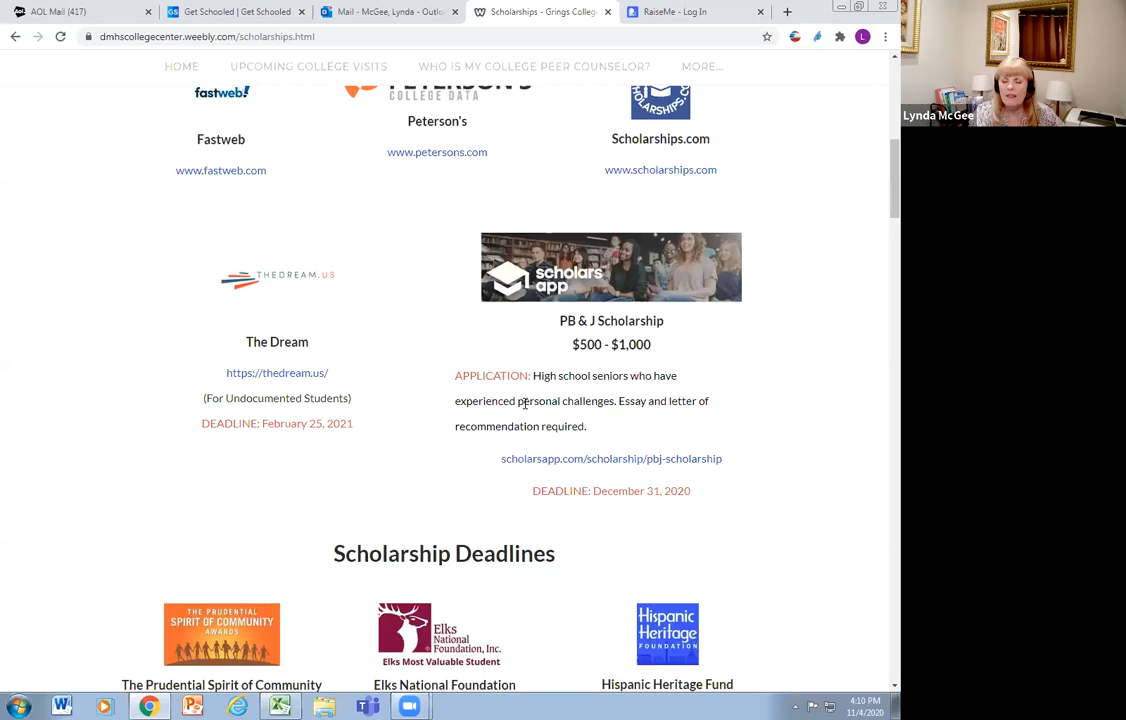 AOL Mail (417)
Get Schooled | Get Schooled
Mail - McGee, Lynda - Outlo
Scholarships - Grings Colleg
RaiseMe - Log In
dmhscollegecenter.weebly.com/scholarships.html
L
HOME
UPCOMING COLLEGE VISITS
WHO IS MY COLLEGE PEER COUNSELOR?
MORE...
fastweb!
PETERSON'S
COLLEGE DATA
SCHOLARSHIPS.COM
Fastweb
Peterson's
Scholarships.com
www.fastweb.com
www.petersons.com
www.scholarships.com
Lynda McGee
THEDREAM.US
scholars
app
The Dream
https://thedream.us/
(For Undocumented Students)
DEADLINE: February 25, 2021
PB & J Scholarship
$500 - $1,000
APPLICATION: High school seniors who have
experienced personal challenges. Essay and letter of
recommendation required.
scholarsapp.com/scholarship/pbj-scholarship
DEADLINE: December 31, 2020
Scholarship Deadlines
THE PRUDENTIAL
SPIRIT OF COMMUNITY
AWARDS
Elks
National
Foundation, Inc.
Elks Most Valuable Student
Hispanic
Heritage
FOUNDATION
The Prudential Spirit of Community
Elks National Foundation
Hispanic Heritage Fund
4:10 PM
11/4/2020